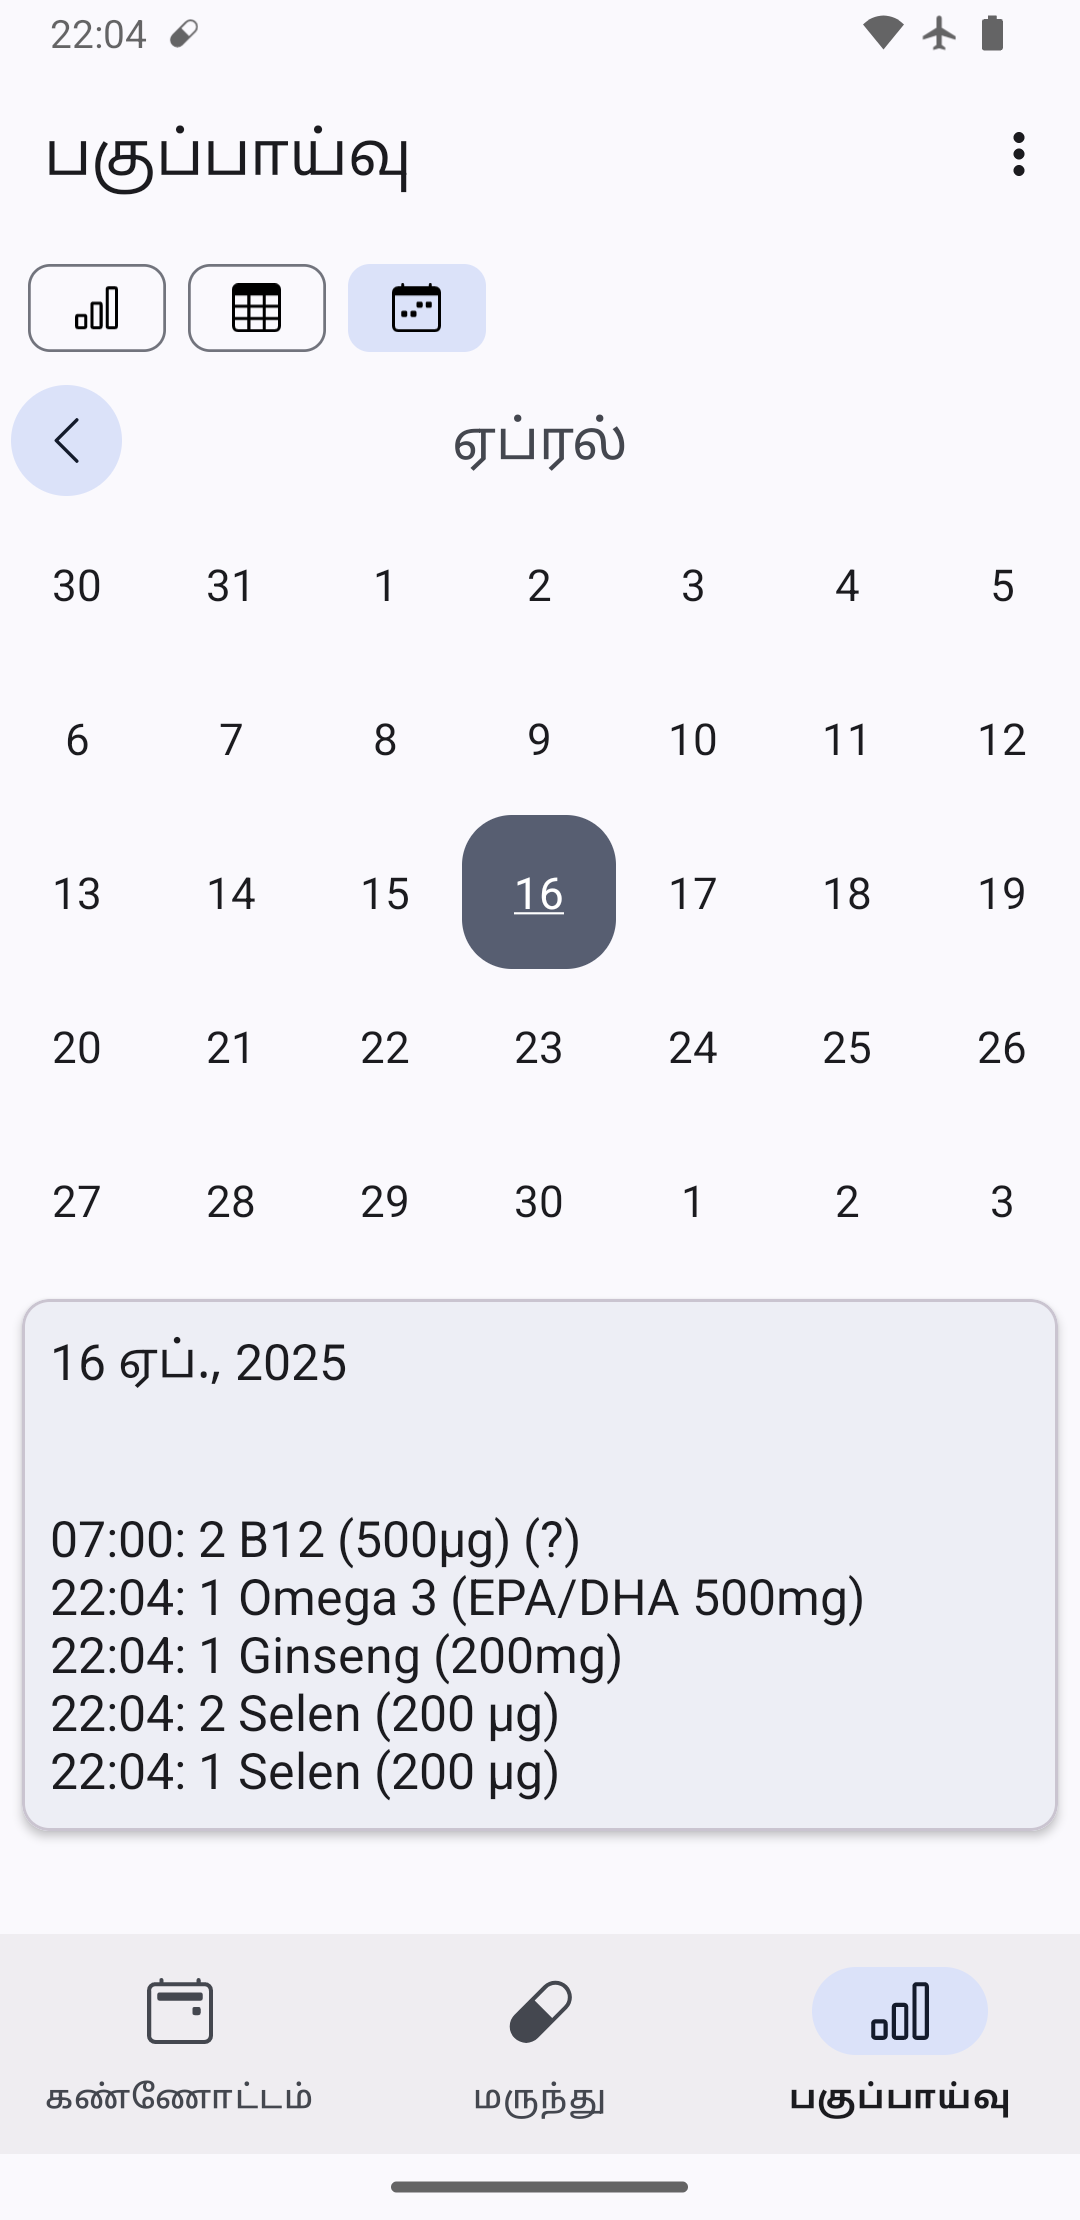 22:04
பகுப்பாய்வு
ஏப்ரல்
30 31 1 2 3 4 5
6 7 8 9 10 11 12
13 14 15 16 17 18 19
20 21 22 23 24 25 26
27 28 29 30 1 2 3
16 ஏப்., 2025
07:00: 2 B12 (500µg) (?)
22:04: 1 Omega 3 (EPA/DHA 500mg)
22:04: 1 Ginseng (200mg)
22:04: 2 Selen (200 µg)
22:04: 1 Selen (200 µg)
கண்ணோட்டம் மருந்து பகுப்பாய்வு